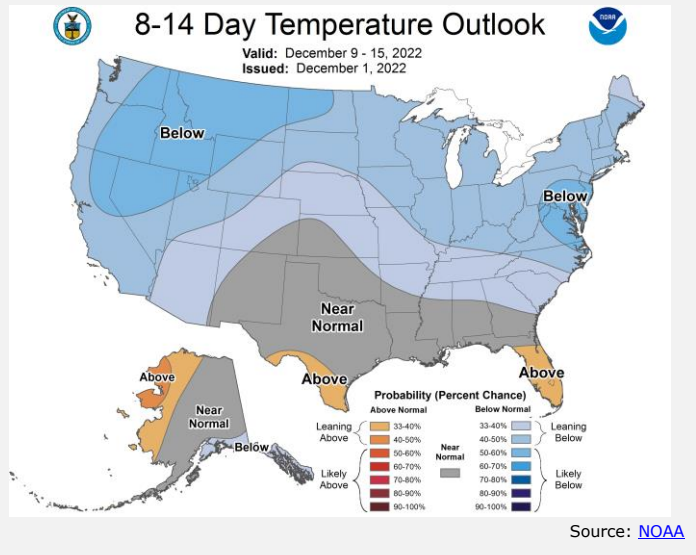 8-14 Day Temperature Outlook
NOAA
Valid: December 9 - 15, 2022
Issued: December 1, 2022
Below
Below
Near
Normal
Above
Above
Above
Near
Normal
Below
Probability (Percent Chance)
Above Normal
Below Normal
Leaning
Above
33-40%
40-50%
Likely
Above
50-60%
60-70%
70-80%
80-90%
90-100%
Near
Normal
33-40%
40-50%
Leaning
Below
50-60%
60-70%
70-80%
80-90%
90-100%
Likely
Below
Source: NOAA